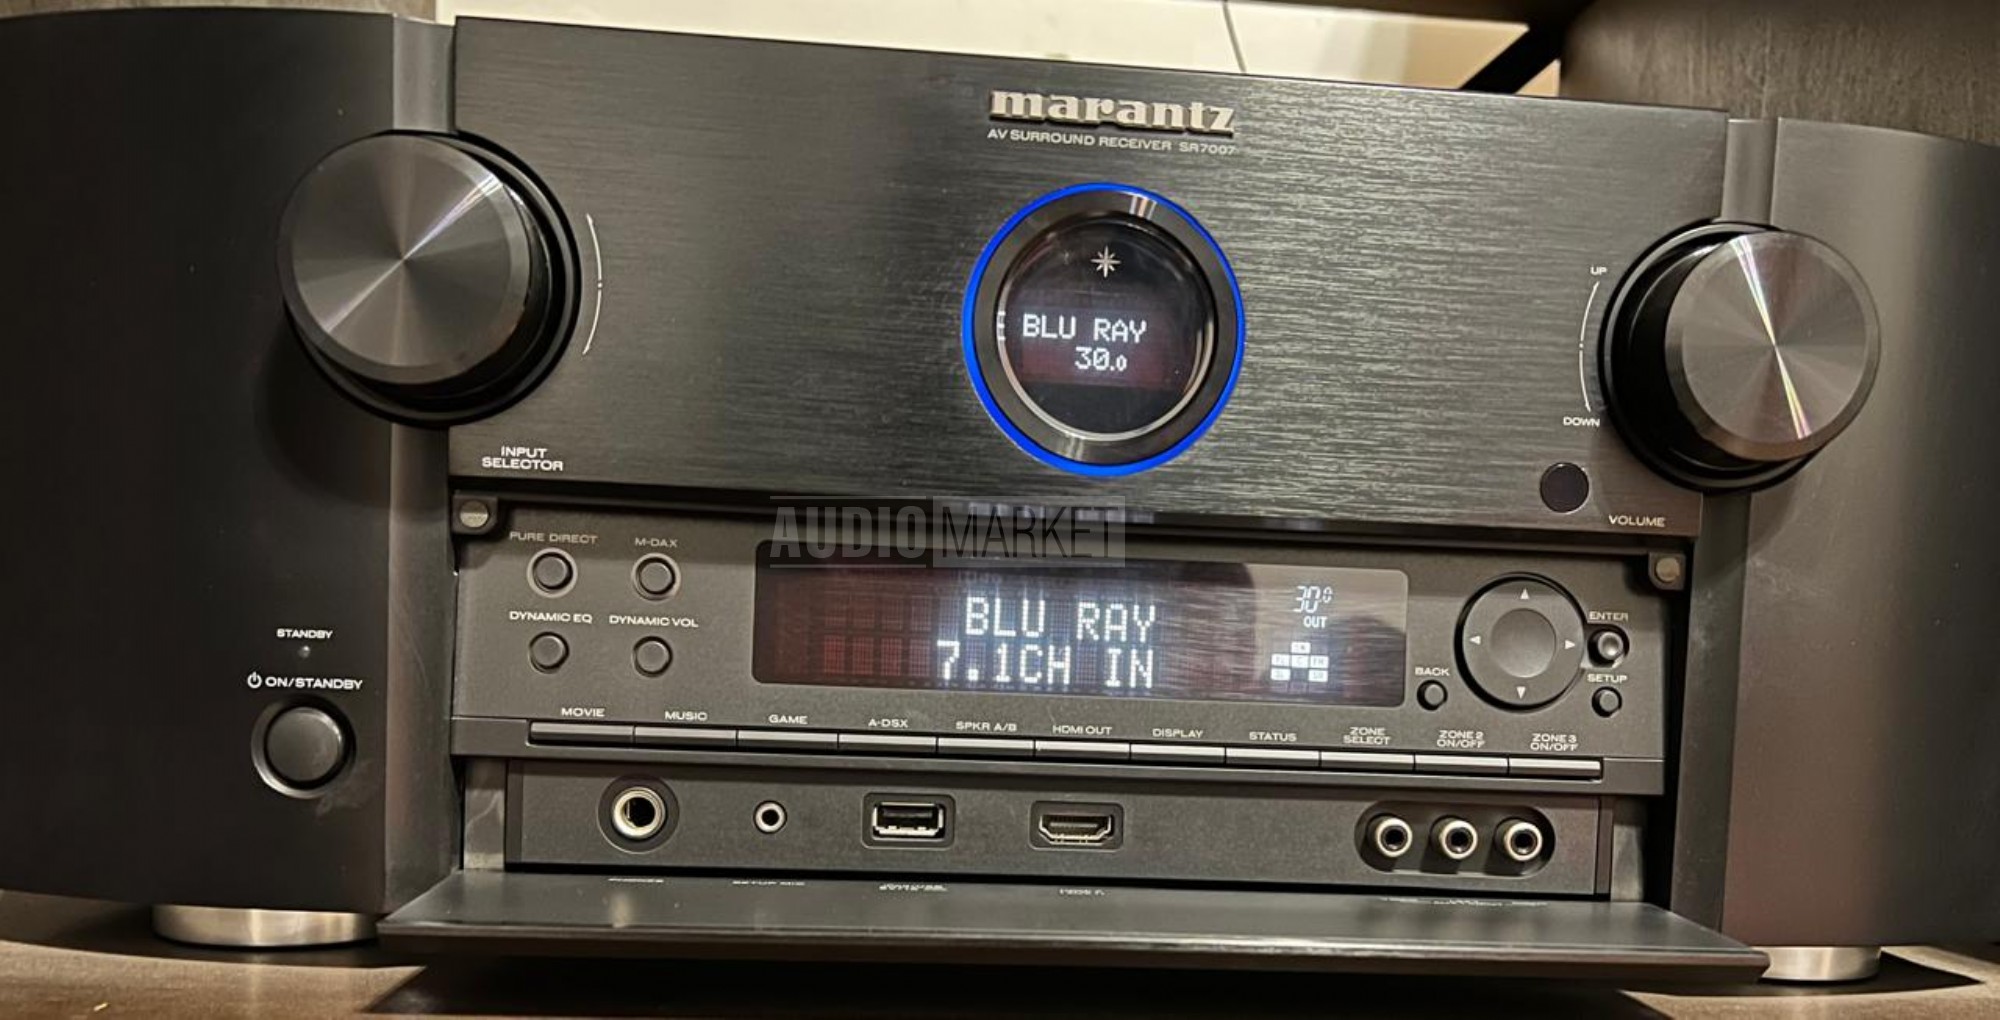 marantz
AV SURROUND RECEIVER SR7007
BLU RAY
30.0
UP
DOWN
INPUT
SELECTOR
VOLUME
AUDIOMARKET
PURE DIRECT
M-DAX
DYNAMIC EQ
DYNAMIC VOL
BLU RAY
7.1CH IN
30.0
OUT
ENTER
BACK
SETUP
STANDBY
ON/STANDBY
MOVIE
MUSIC
GAME
A-DSX
SPKR A/B
HDMI OUT
DISPLAY
STATUS
ZONE
SELECT
ZONE 2
ON/OFF
ZONE 3
ON/OFF